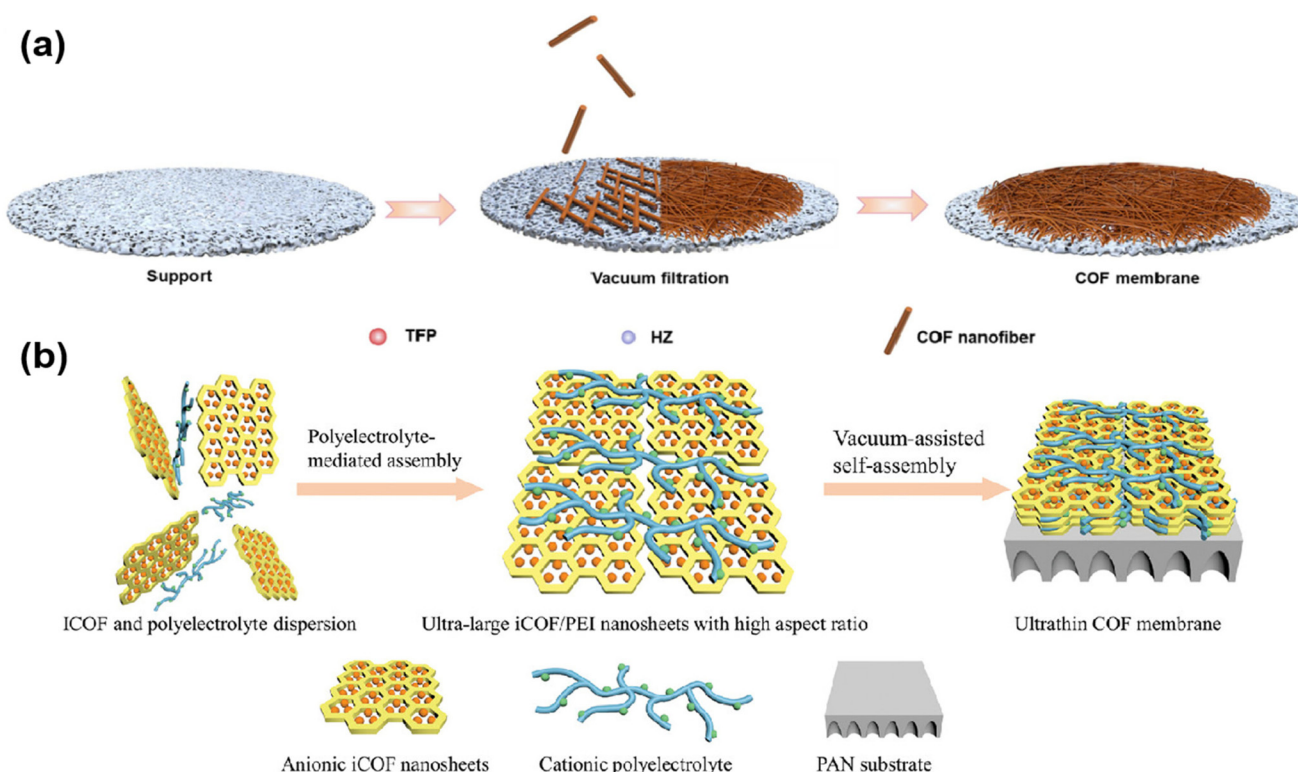 (a)
Support
Vacuum filtration
COF membrane
TFP
HZ
COF nanofiber
(b)
Polyelectrolyte-
mediated assembly
Vacuum-assisted
self-assembly
ICOF and polyelectrolyte dispersion
Ultra-large iCOF/PEI nanosheets with high aspect ratio
Ultrathin COF membrane
Anionic iCOF nanosheets
Cationic polyelectrolyte
PAN substrate